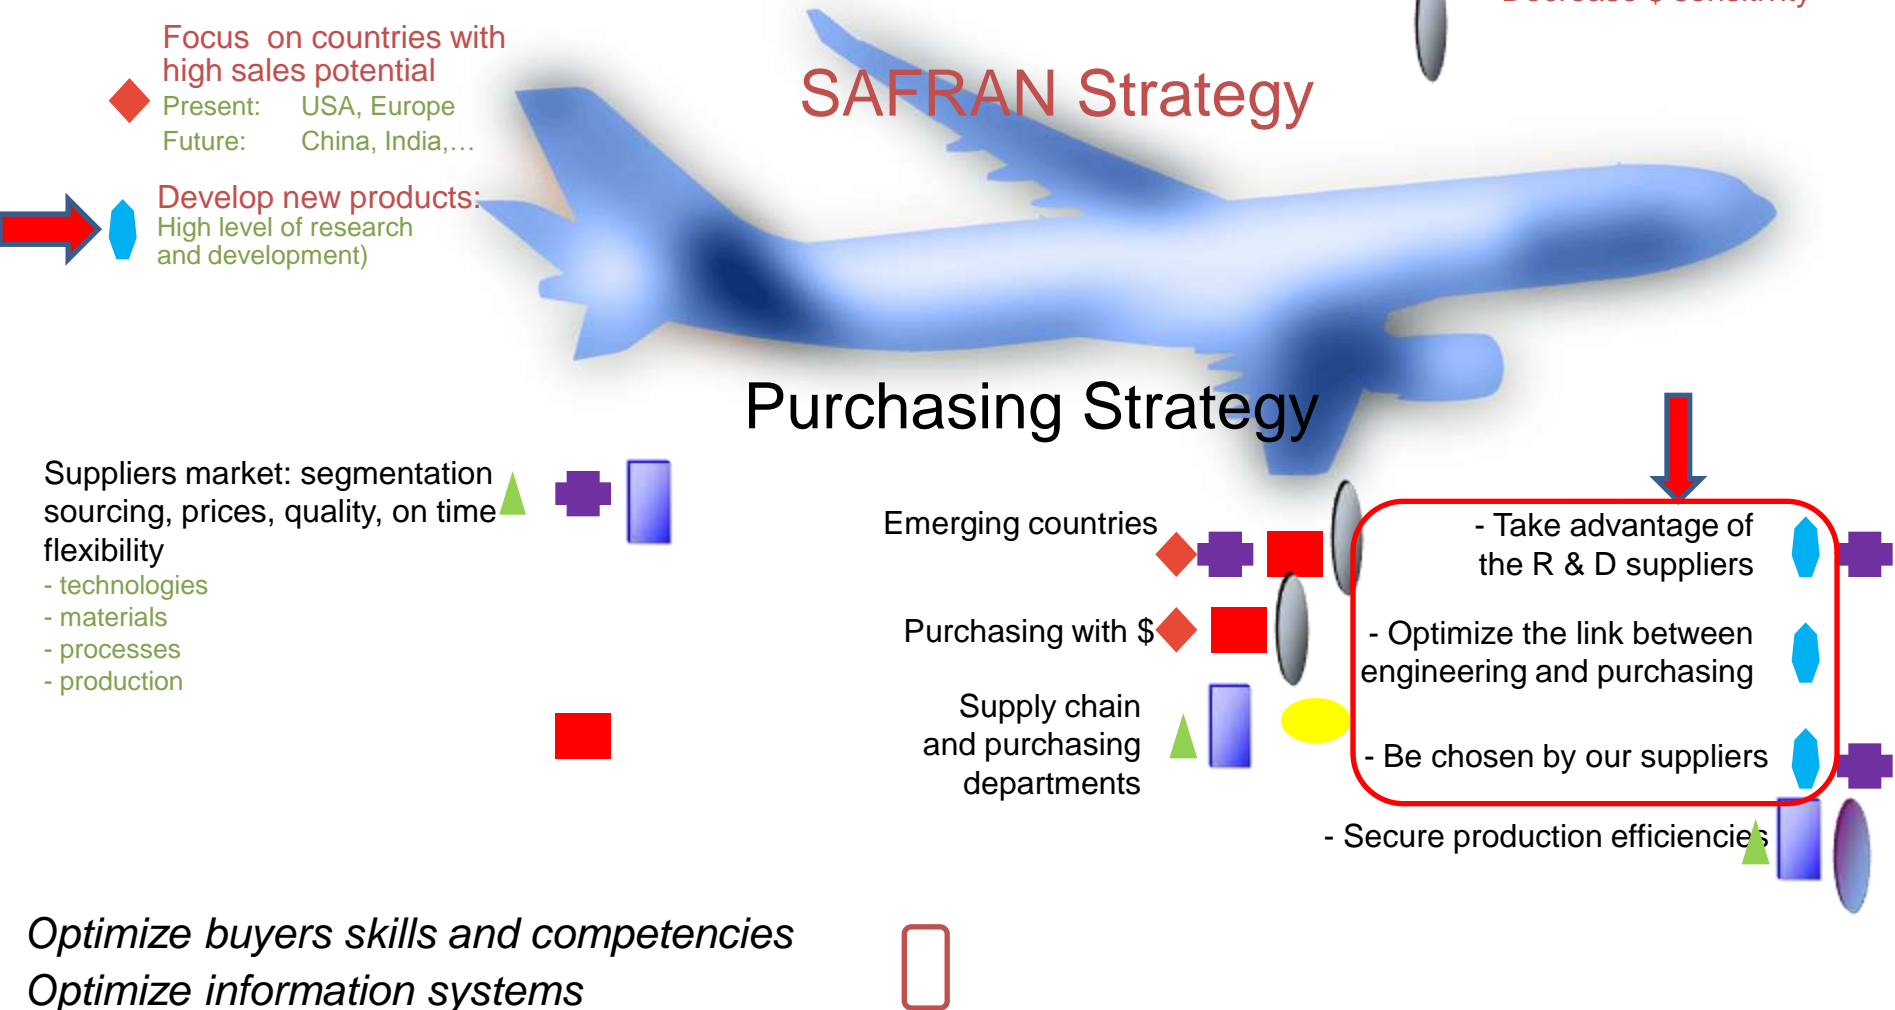 Decrease $ sensitivity
Focus on countries with
high sales potential
Present: USA, Europe
Future: China, India,…
SAFRAN Strategy
Develop new products:
High level of research
and development)
Purchasing Strategy
Suppliers market: segmentation
sourcing, prices, quality, on time
flexibility
- technologies
- materials
- processes
- production
Emerging countries
Purchasing with $
Supply chain
and purchasing
departments
- Take advantage of
the R & D suppliers
- Optimize the link between
engineering and purchasing
- Be chosen by our suppliers
- Secure production efficiencies
Optimize buyers skills and competencies
Optimize information systems